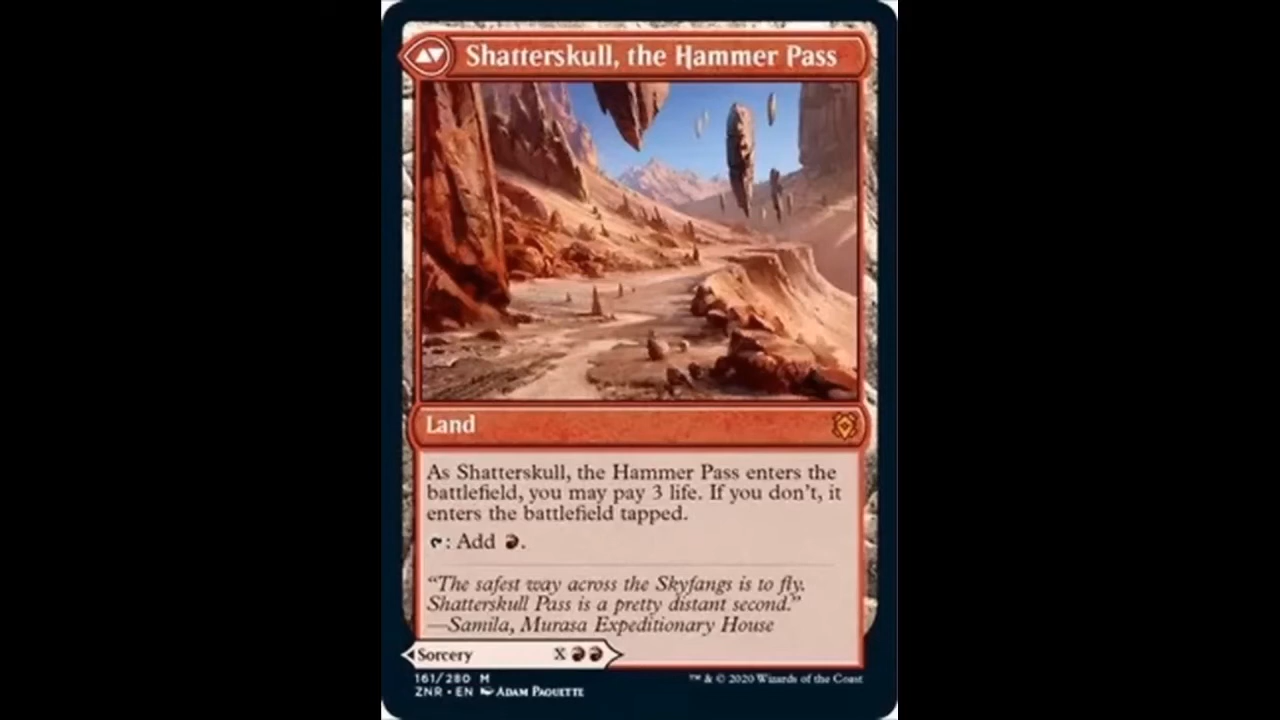 Shatterskull, the Hammer Pass
Land
As Shatterskull, the Hammer Pass enters the
battlefield, you may pay 3 life. If you don't, it
enters the battlefield tapped.
: Add .
“The safest way across the Skyfangs is to fly.
Shatterskull Pass is a pretty distant second.”
—Samila, Murasa Expeditionary House
Sorcery X
161/280 M
ZNR • EN ADAM PAQUETTE
™ & © 2020 Wizards of the Coast